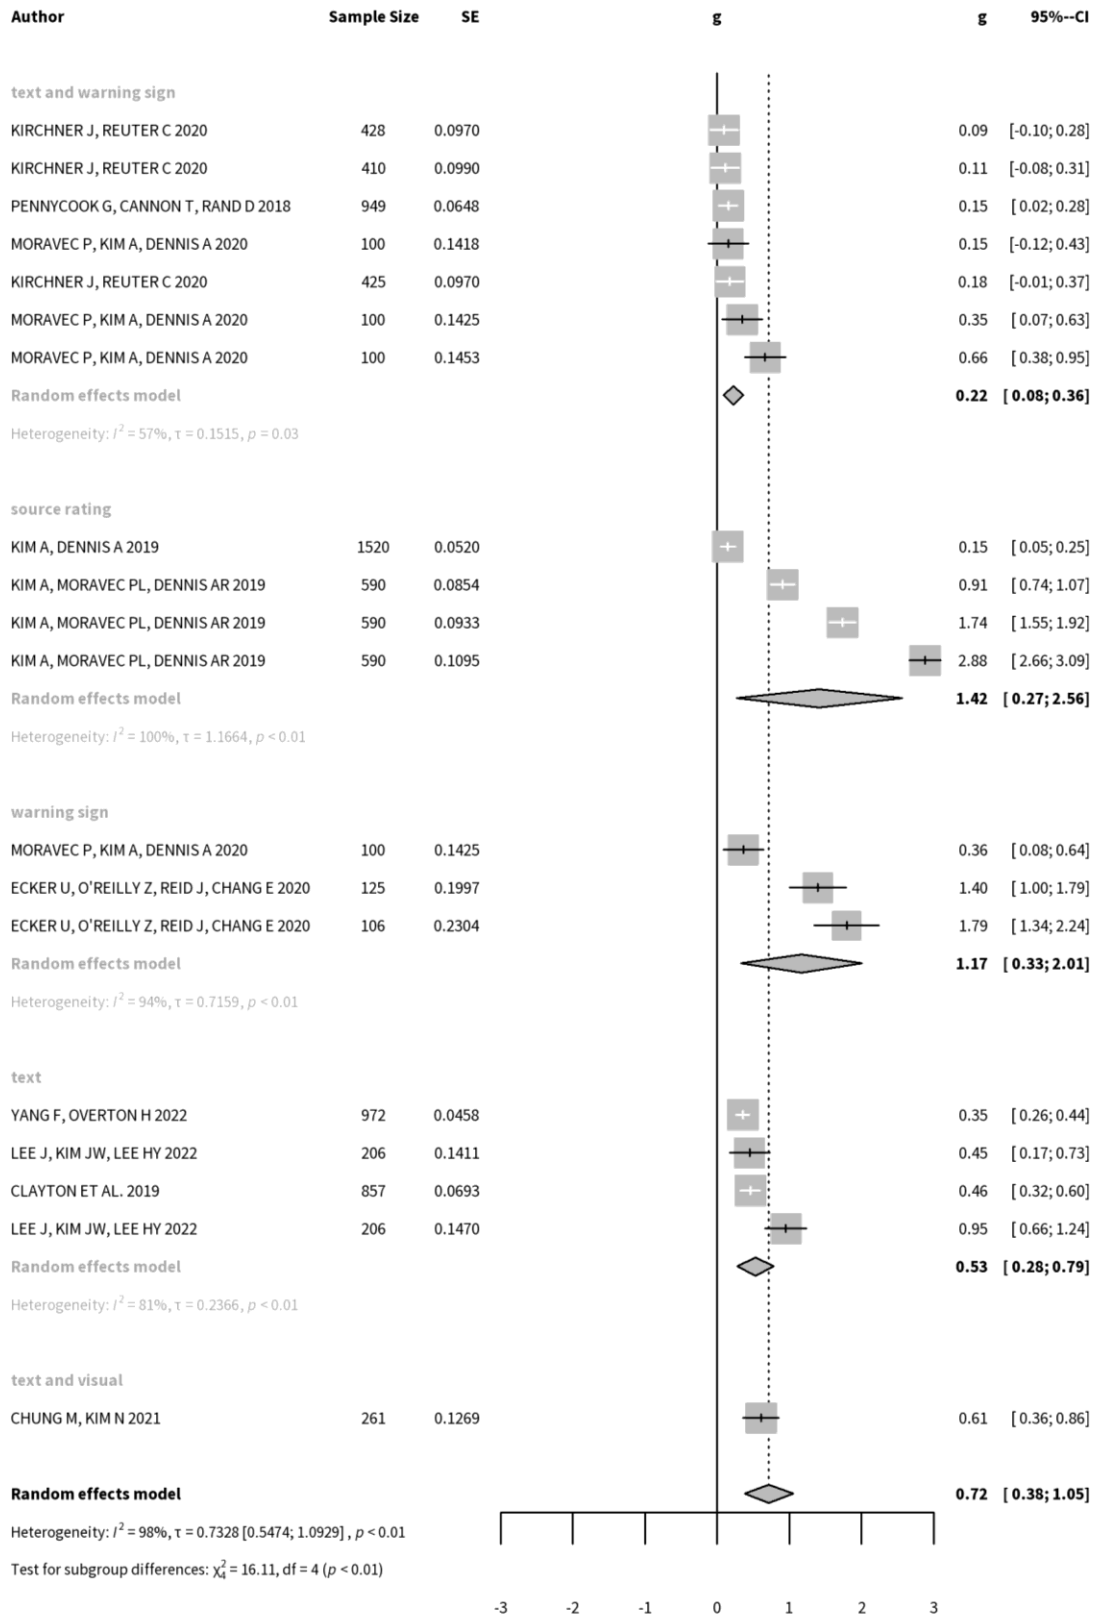 Author Sample Size SE g g 95%--CI
text and warning sign
KIRCHNER J, REUTER C 2020 428 0.0970 0.09 [-0.10; 0.28]
KIRCHNER J, REUTER C 2020 410 0.0990 0.11 [-0.08; 0.31]
PENNYCOOK G, CANNON T, RAND D 2018 949 0.0648 0.15 [ 0.02; 0.28]
MORAVEC P, KIM A, DENNIS A 2020 100 0.1418 0.15 [-0.12; 0.43]
KIRCHNER J, REUTER C 2020 425 0.0970 0.18 [-0.01; 0.37]
MORAVEC P, KIM A, DENNIS A 2020 100 0.1425 0.35 [ 0.07; 0.63]
MORAVEC P, KIM A, DENNIS A 2020 100 0.1453 0.66 [ 0.38; 0.95]
Random effects model 0.22 [ 0.08; 0.36]
Heterogeneity: I² = 57%, τ = 0.1515, p = 0.03
source rating
KIM A, DENNIS A 2019 1520 0.0520 0.15 [ 0.05; 0.25]
KIM A, MORAVEC PL, DENNIS AR 2019 590 0.0854 0.91 [ 0.74; 1.07]
KIM A, MORAVEC PL, DENNIS AR 2019 590 0.0933 1.74 [ 1.55; 1.92]
KIM A, MORAVEC PL, DENNIS AR 2019 590 0.1095 2.88 [ 2.66; 3.09]
Random effects model 1.42 [ 0.27; 2.56]
Heterogeneity: I² = 100%, τ = 1.1664, p < 0.01
warning sign
MORAVEC P, KIM A, DENNIS A 2020 100 0.1425 0.36 [ 0.08; 0.64]
ECKER U, O'REILLY Z, REID J, CHANG E 2020 125 0.1997 1.40 [ 1.00; 1.79]
ECKER U, O'REILLY Z, REID J, CHANG E 2020 106 0.2304 1.79 [ 1.34; 2.24]
Random effects model 1.17 [ 0.33; 2.01]
Heterogeneity: I² = 94%, τ = 0.7159, p < 0.01
text
YANG F, OVERTON H 2022 972 0.0458 0.35 [ 0.26; 0.44]
LEE J, KIM JW, LEE HY 2022 206 0.1411 0.45 [ 0.17; 0.73]
CLAYTON ET AL. 2019 857 0.0693 0.46 [ 0.32; 0.60]
LEE J, KIM JW, LEE HY 2022 206 0.1470 0.95 [ 0.66; 1.24]
Random effects model 0.53 [ 0.28; 0.79]
Heterogeneity: I² = 81%, τ = 0.2366, p < 0.01
text and visual
CHUNG M, KIM N 2021 261 0.1269 0.61 [ 0.36; 0.86]
Random effects model 0.72 [ 0.38; 1.05]
Heterogeneity: I² = 98%, τ = 0.7328 [0.5474; 1.0929] , p < 0.01
Test for subgroup differences: χ²₄ = 16.11, df = 4 (p < 0.01)
-3 -2 -1 0 1 2 3